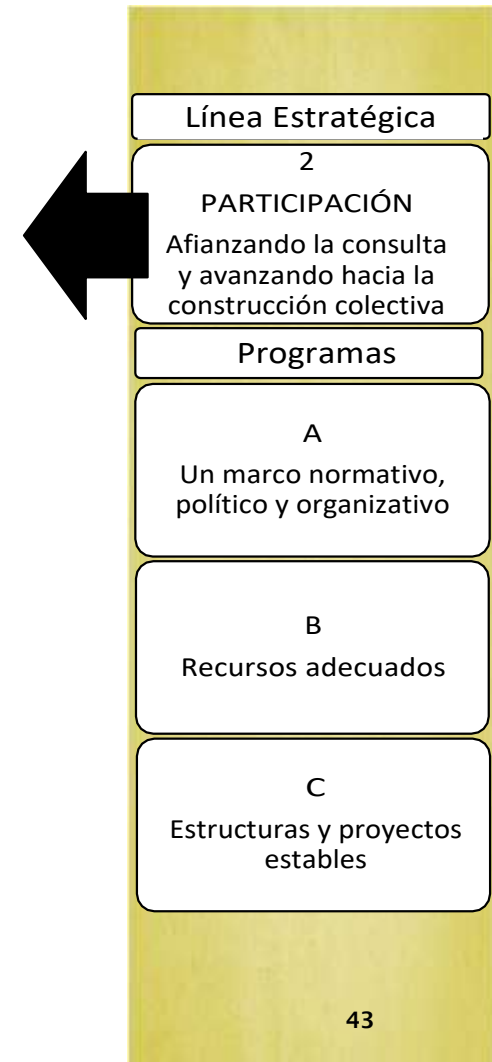 Línea Estratégica
2
PARTICIPACIÓN
Afianzando la consulta
y avanzando hacia la
construcción colectiva
Programas
A
Un marco normativo,
político y organizativo
B
Recursos adecuados
C
Estructuras y proyectos
estables
43